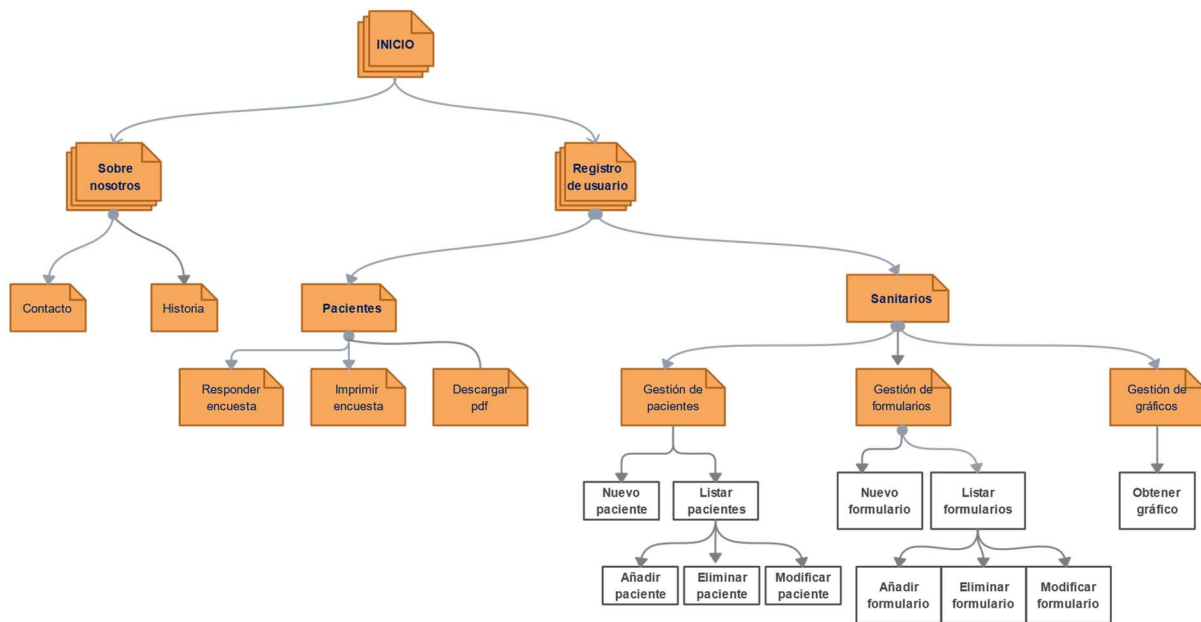 INICIO
Sobre
nosotros
Registro
de usuario
Contacto
Historia
Pacientes
Sanitarios
Responder
encuesta
Imprimir
encuesta
Descargar
pdf
Gestión de
pacientes
Gestión de
formularios
Gestión de
gráficos
Nuevo
paciente
Listar
pacientes
Nuevo
formulario
Listar
formularios
Obtener
gráfico
Añadir
paciente
Eliminar
paciente
Modificar
paciente
Añadir
formulario
Eliminar
formulario
Modificar
formulario